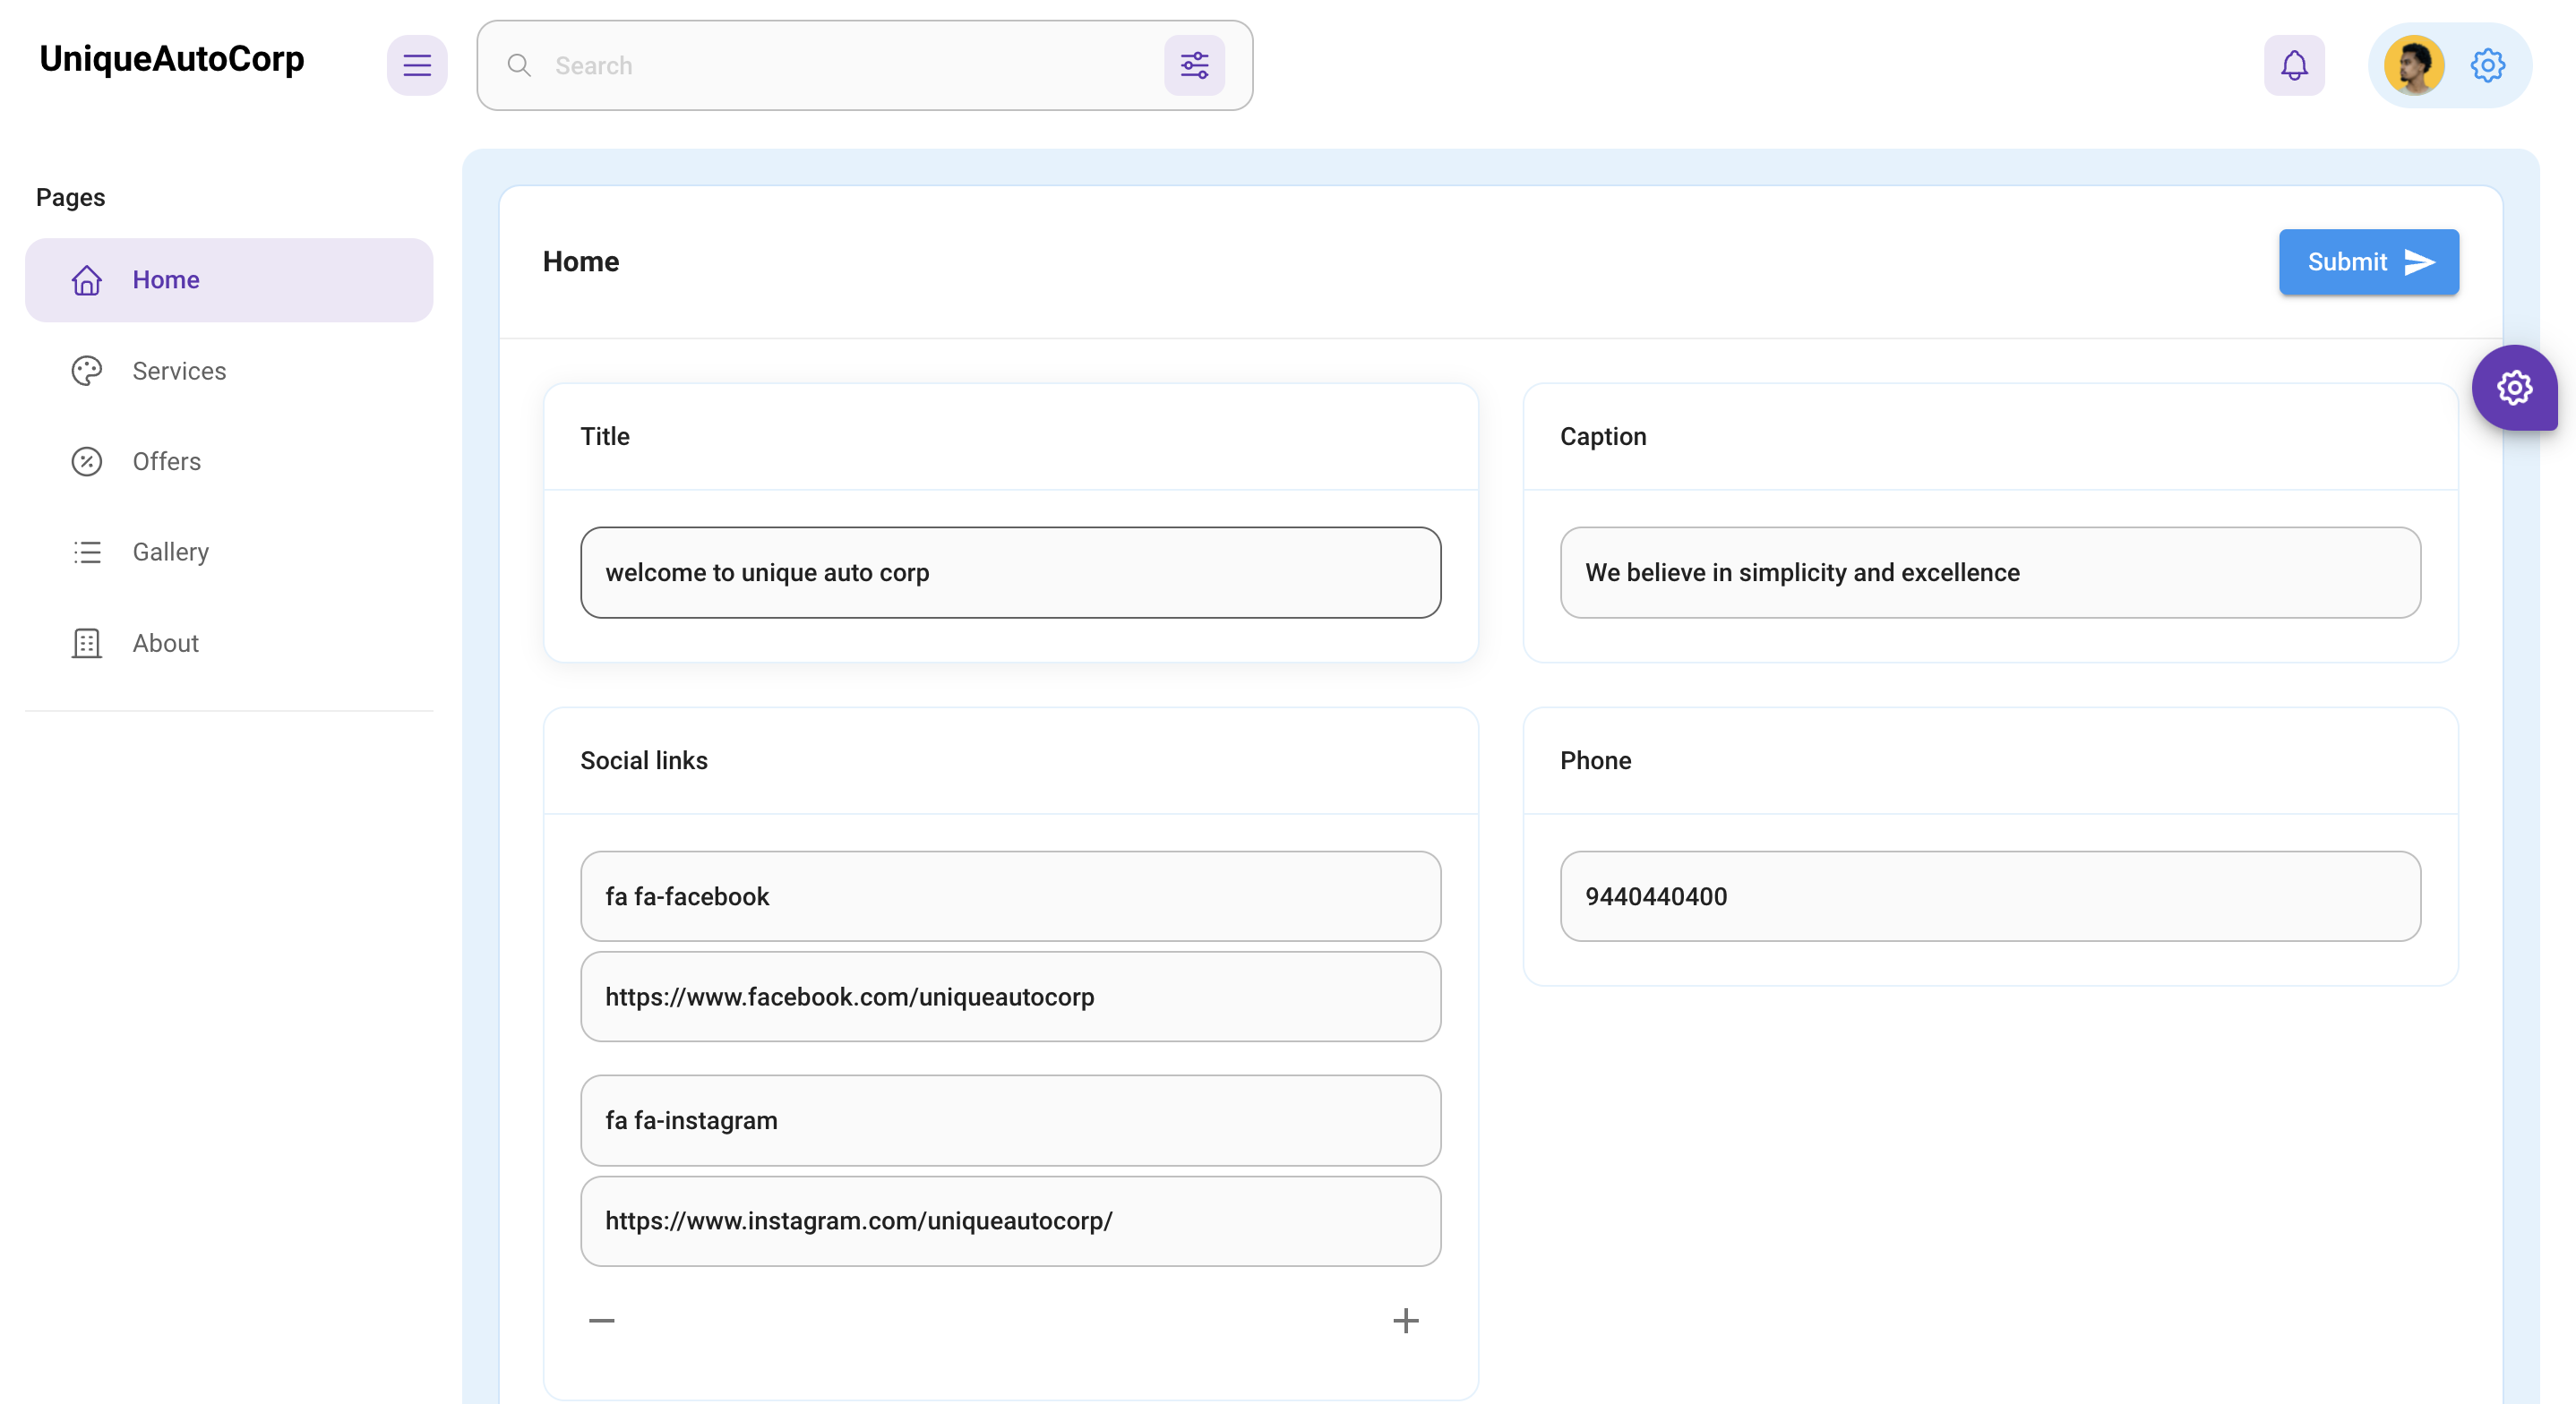 UniqueAutoCorp
Search
Pages
Home
Services
Offers
Gallery
About
Home
Submit
Title
welcome to unique auto corp
Caption
We believe in simplicity and excellence
Social links
fa fa-facebook
https://www.facebook.com/uniqueautocorp
fa fa-instagram
https://www.instagram.com/uniqueautocorp/
Phone
9440440400